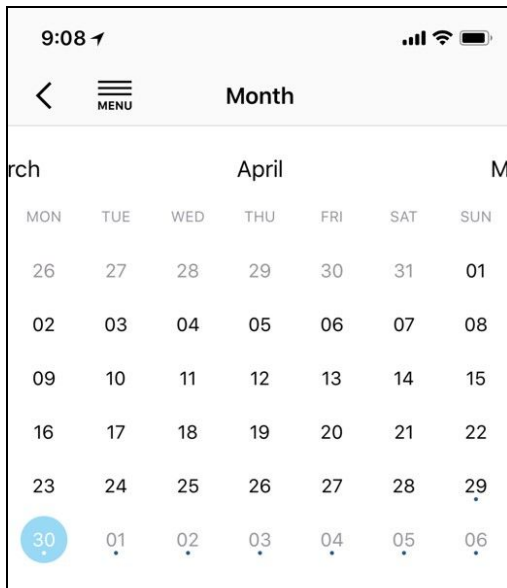 9:08
MENU
Month
rch April M
MON TUE WED THU FRI SAT SUN
26 27 28 29 30 31 01
02 03 04 05 06 07 08
09 10 11 12 13 14 15
16 17 18 19 20 21 22
23 24 25 26 27 28 29
30 01 02 03 04 05 06